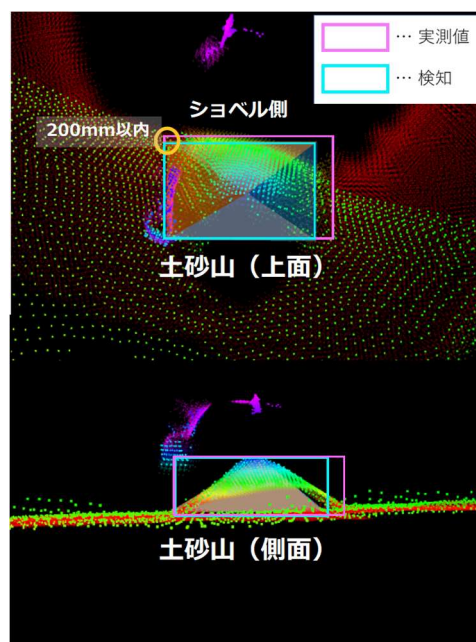 … 実測値
… 検知
ショベル側
200mm以内
土砂山（上面）
土砂山（側面）